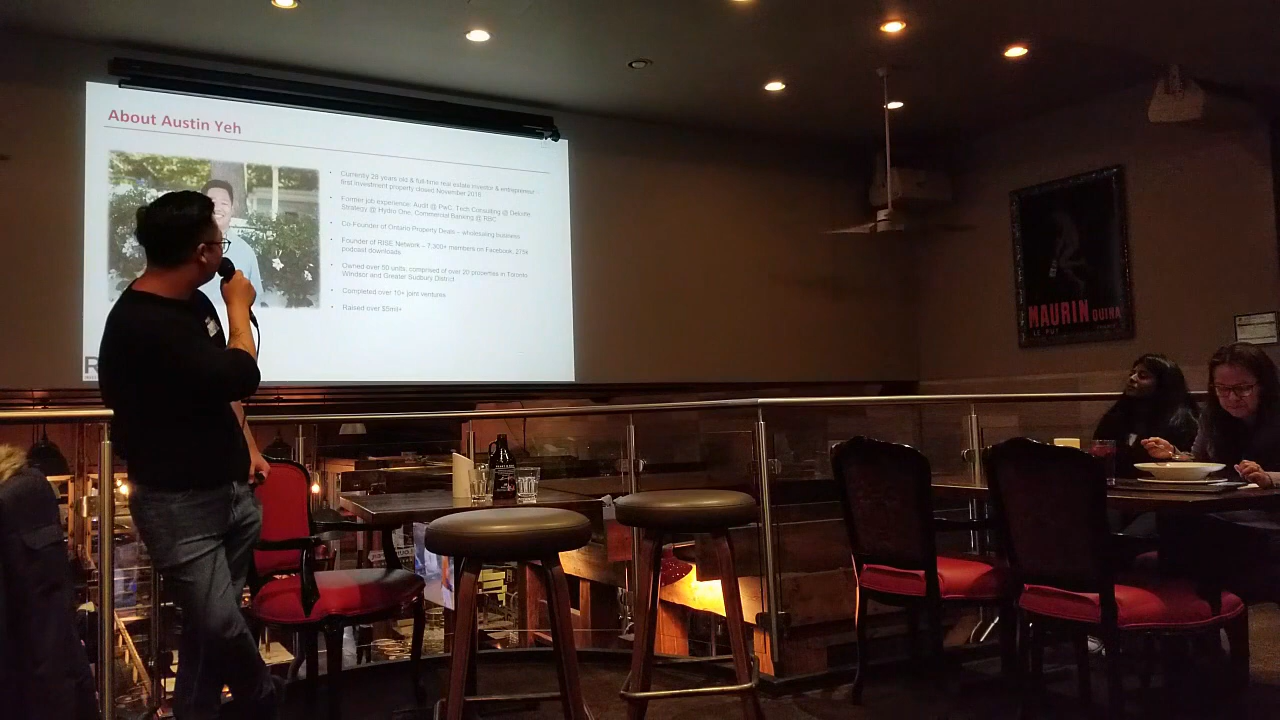 About Austin Yeh
• Currently 28 years old & full-time real estate investor & entrepreneur –
first investment property closed November 2016
• Former job experience: Audit @ PwC, Tech Consulting @ Deloitte,
Strategy @ Hydro One, Commercial Banking @ RBC
• Co-Founder of Ontario Property Deals – wholesaling business
• Founder of RISE Network – 7,300+ members on Facebook, 275k
podcast downloads
• Owned over 50 units, comprised of over 20 properties in Toronto
Windsor and Greater Sudbury District
• Completed over 10+ joint ventures
• Raised over $5mil+
R
MAURIN QUINA
LE PUY